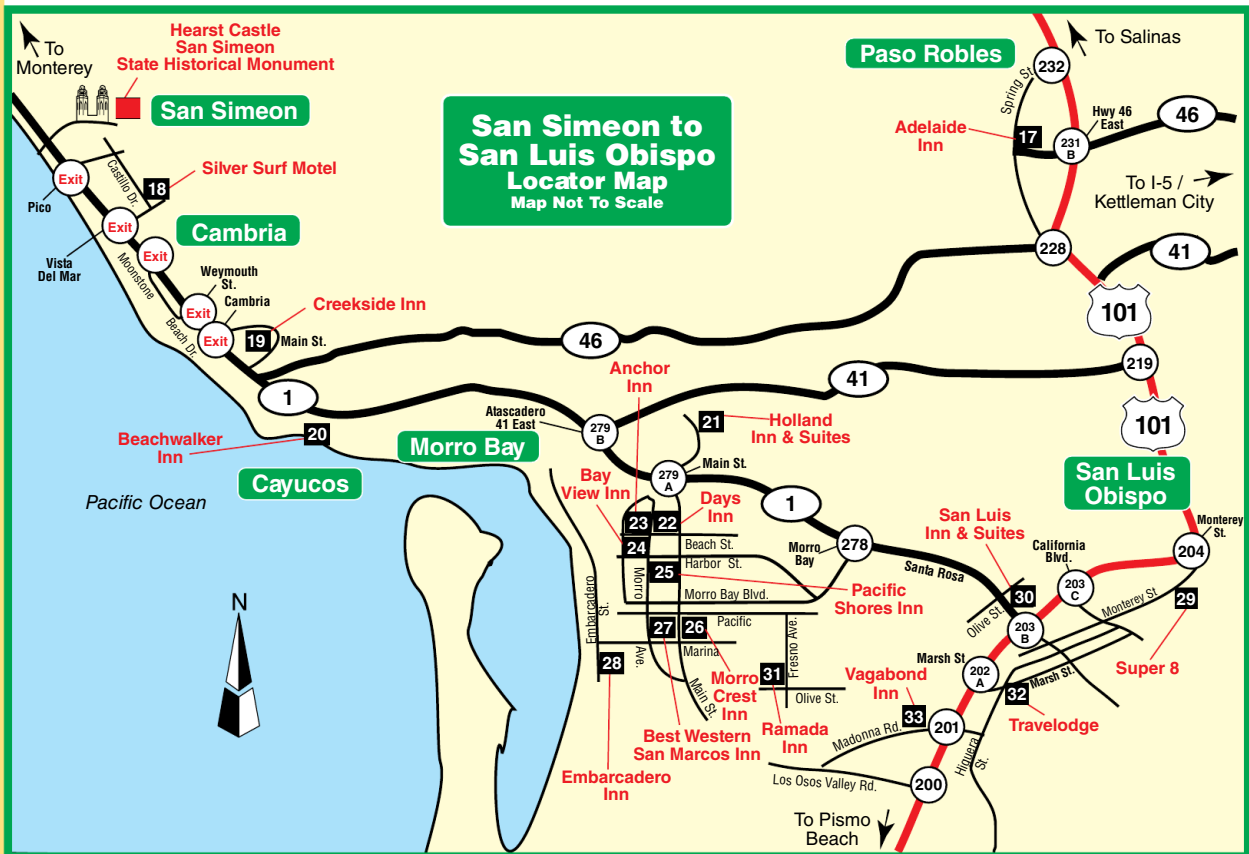 To
Monterey
Hearst Castle
San Simeon
State Historical Monument
San Simeon
Castillo Dr.
18
Silver Surf Motel
Exit
Pico
Exit
Vista
Del Mar
Cambria
Exit
Moonstone
Beach Dr.
Weymouth
St.
Exit
Cambria
Exit
19
Main St.
Creekside Inn
San Simeon to
San Luis Obispo
Locator Map
Map Not To Scale
Paso Robles
To Salinas
232
Spring St.
Adelaide
Inn
17
231
B
Hwy 46
East
46
To I-5 /
Kettleman City
228
41
101
46
1
41
219
101
Beachwalker
Inn
20
Cayucos
Pacific Ocean
Morro Bay
Atascadero
41 East
279
B
Anchor
Inn
21
Holland
Inn & Suites
279
A
Main St.
Bay
View Inn
Days
Inn
23
22
24
Beach St.
Harbor St.
25
Morro
Morro Bay Blvd.
Pacific
Shores Inn
1
Morro
Bay
278
Santa Rosa
San Luis
Inn & Suites
San Luis
Obispo
California
Blvd.
Monterey
St.
204
203
C
Monterey St
29
Super 8
30
Olive St.
203
B
Embarcadero
St.
27
26
Pacific
Marina
28
Ave.
Main St.
Morro
Crest
Inn
Best Western
San Marcos Inn
Embarcadero
Inn
Fresno Ave.
31
Olive St.
Ramada
Inn
Marsh St
202
A
Marsh St.
32
Travelodge
Vagabond
Inn
33
Madonna Rd.
201
Higuera
St.
Los Osos Valley Rd.
200
To Pismo
Beach
N